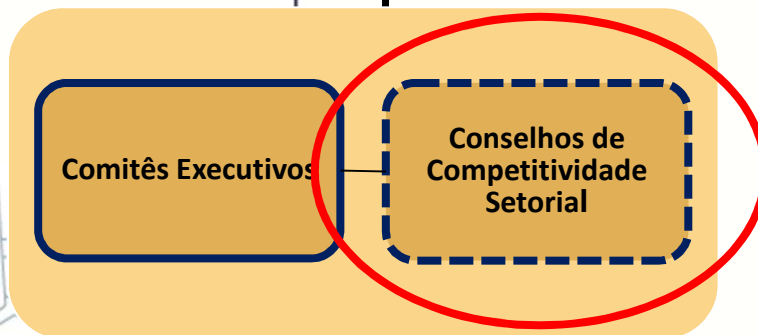 Comitês Executivos
Conselhos de
Competitividade
Setorial